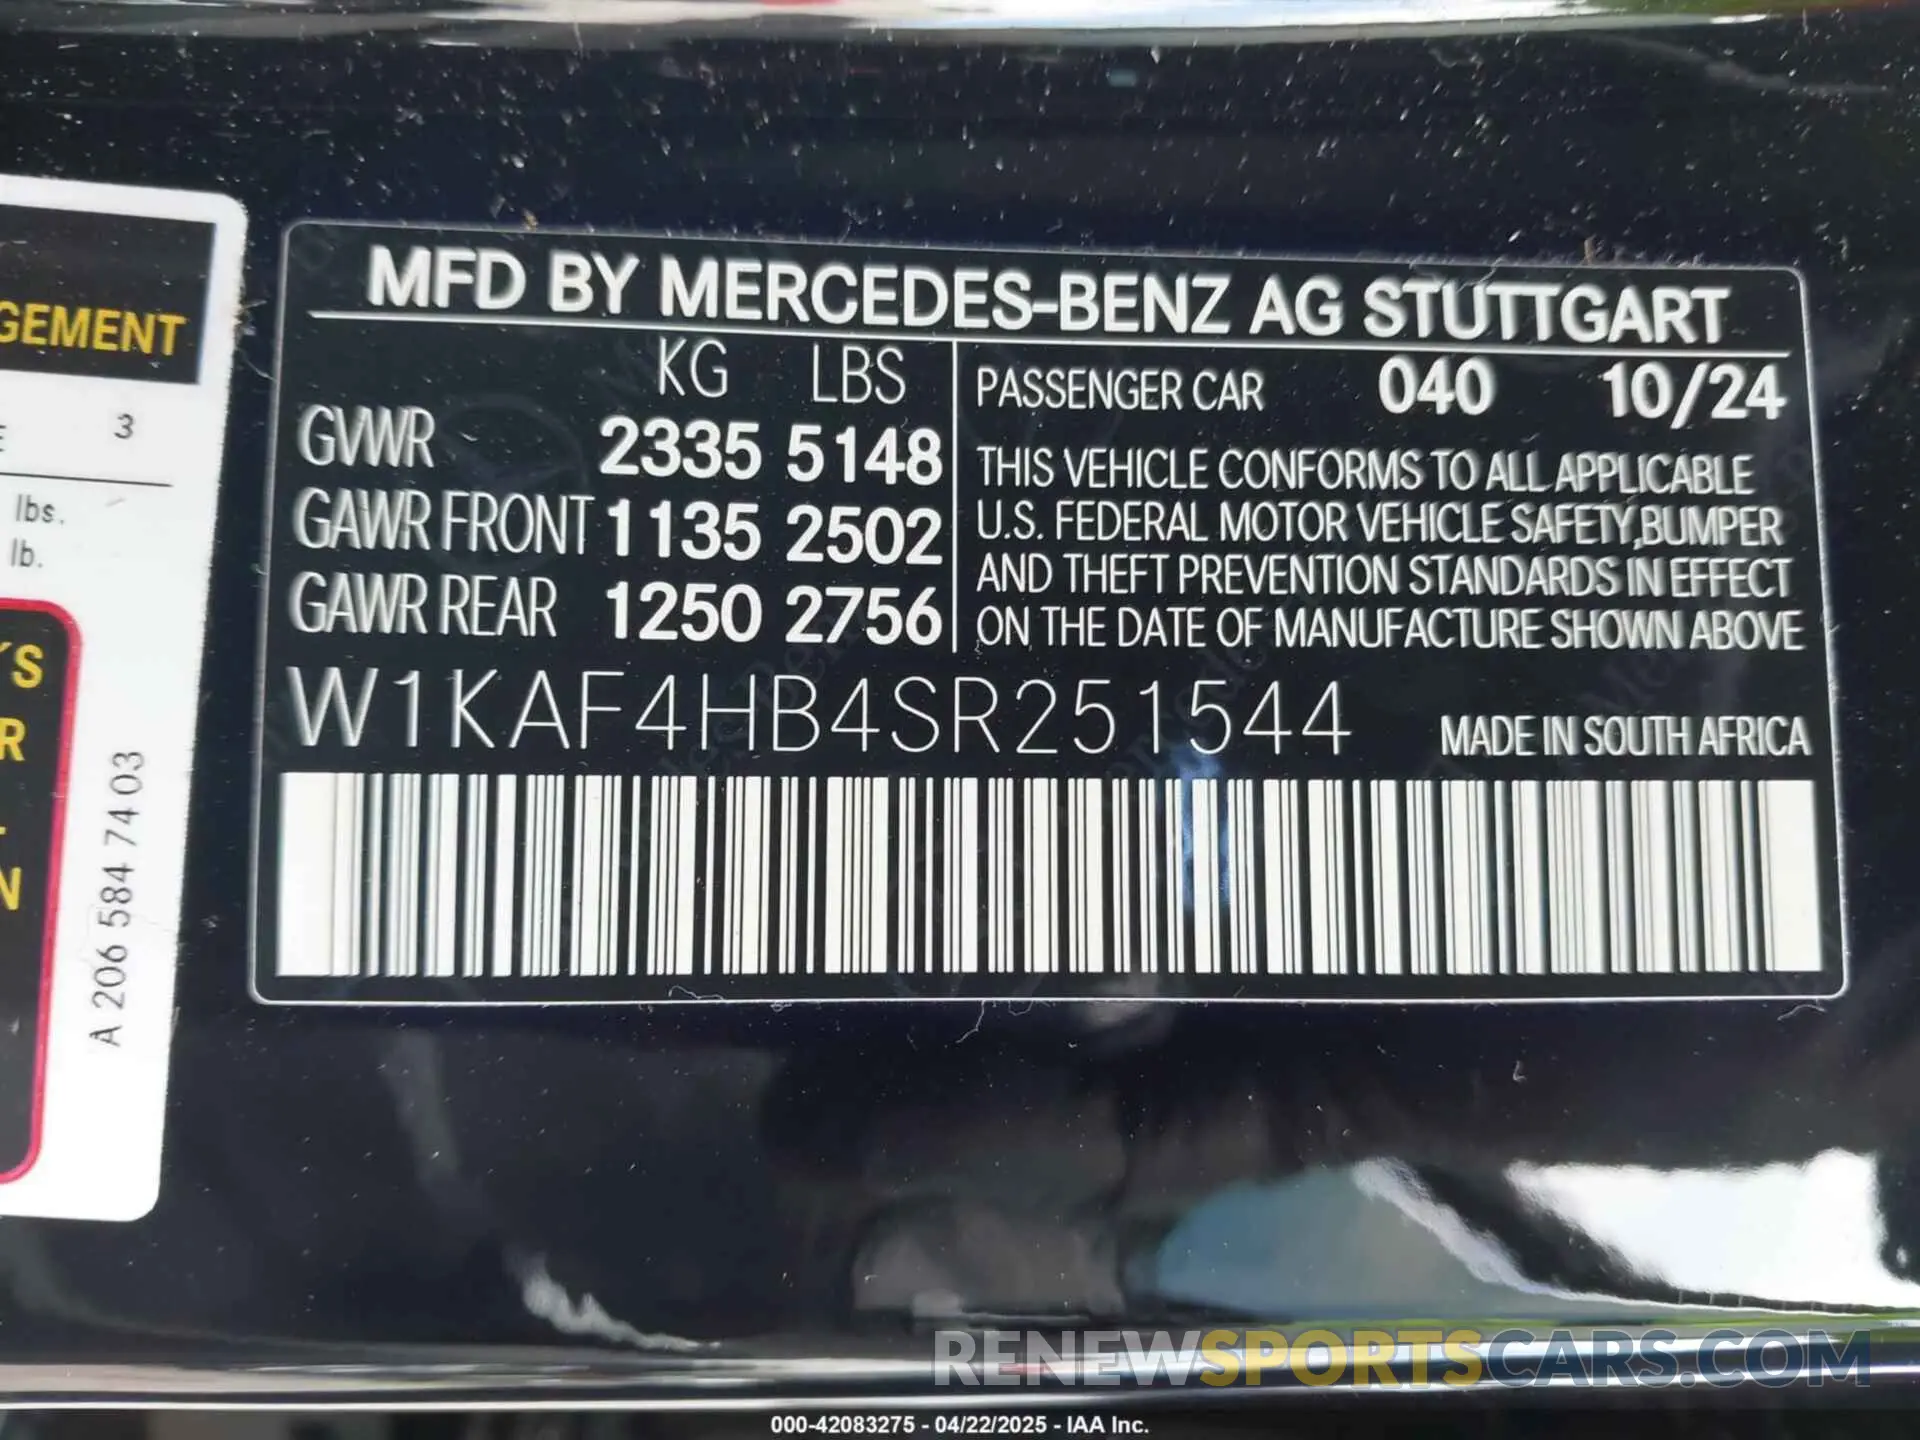 GEMENT
3
lbs.
lb.
´S
R
N
A 206 584 74 03
MFD BY MERCEDES-BENZ AG STUTTGART
KG LBS
GVWR 2335 5148
GAWR FRONT 1135 2502
GAWR REAR 1250 2756
PASSENGER CAR 040 10/24
THIS VEHICLE CONFORMS TO ALL APPLICABLE
U.S. FEDERAL MOTOR VEHICLE SAFETY,BUMPER
AND THEFT PREVENTION STANDARDS IN EFFECT
ON THE DATE OF MANUFACTURE SHOWN ABOVE
W1KAF4HB4SR251544
MADE IN SOUTH AFRICA
RENEWSPORTSCARS.COM
000-42083275 - 04/22/2025 - IAA Inc.